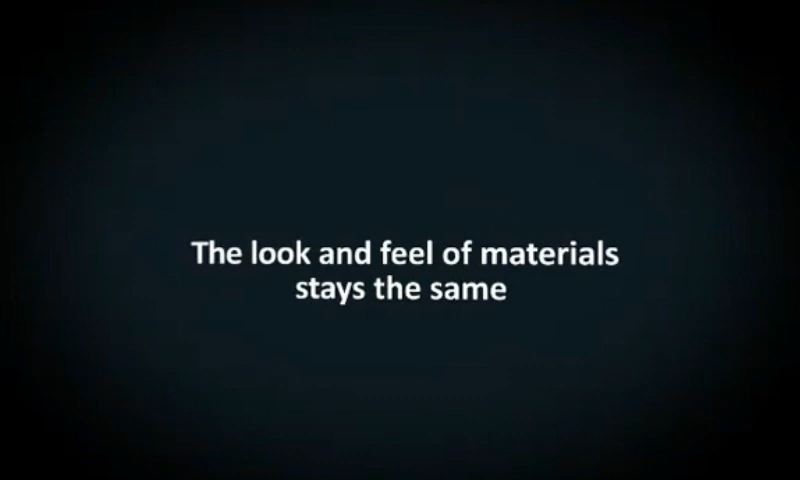 The look and feel of materials
stays the same